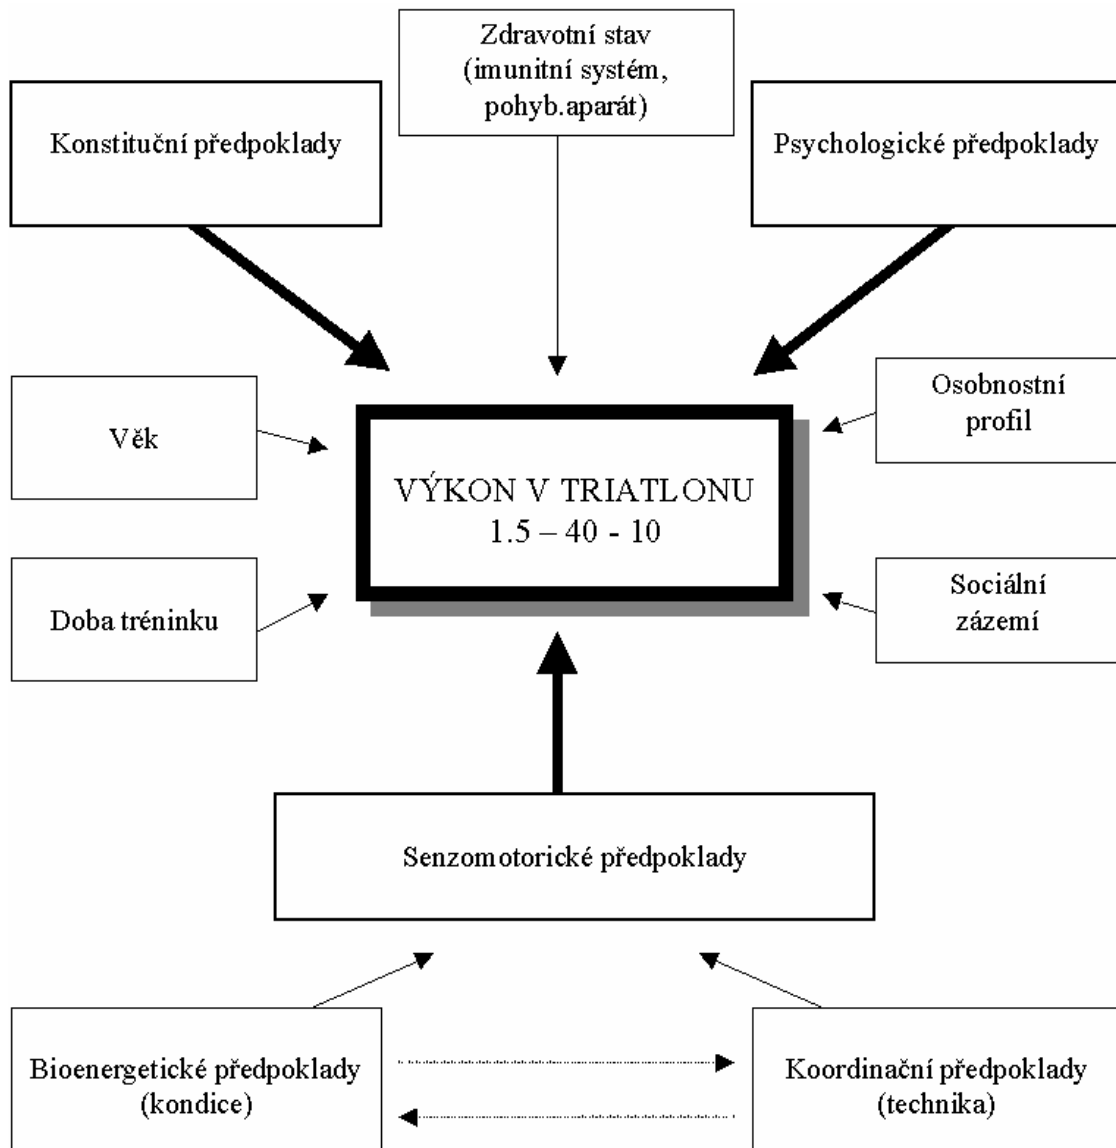 Zdravotní stav
(imunitní systém,
pohyb.aparát)
Konstituční předpoklady
Psychologické předpoklady
Věk
Osobnostní
profil
VÝKON V TRIATLONU
1.5 – 40 - 10
Doba tréninku
Sociální
zázemí
Senzomotorické předpoklady
Bioenergetické předpoklady
(kondice)
Koordinační předpoklady
(technika)